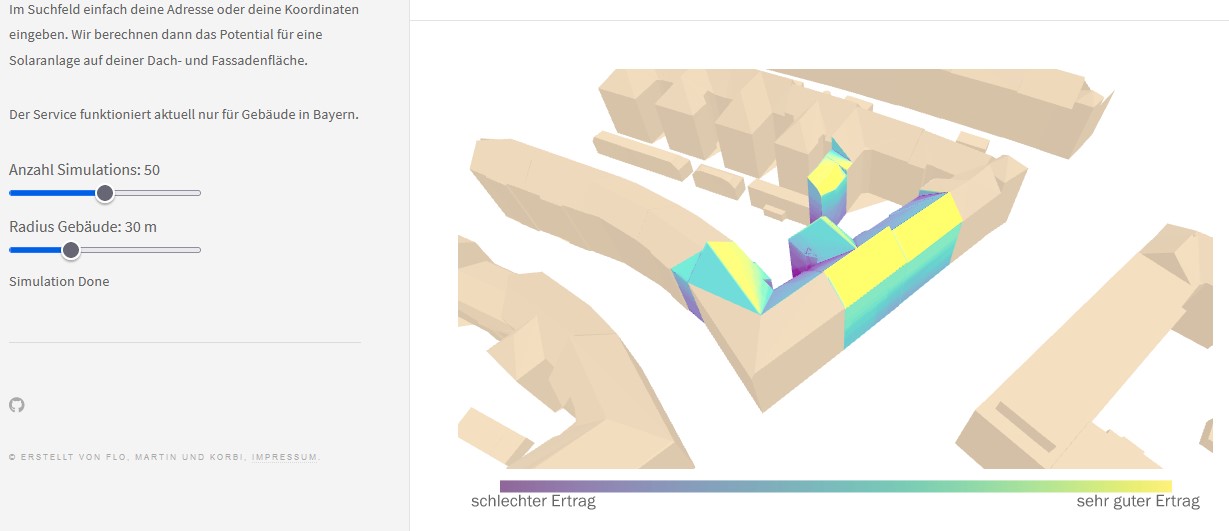 Im Suchfeld einfach deine Adresse oder deine Koordinaten
eingeben. Wir berechnen dann das Potential für eine
Solaranlage auf deiner Dach- und Fassadenfläche.
Der Service funktioniert aktuell nur für Gebäude in Bayern.
Anzahl Simulations: 50
Radius Gebäude: 30 m
Simulation Done
© ERSTELLT VON FLO, MARTIN UND KORBI, IMPRESSUM.
schlechter Ertrag
sehr guter Ertrag